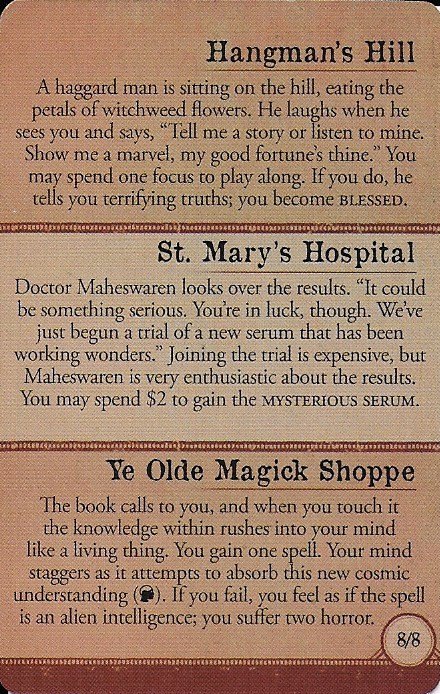 Hangman's Hill
A haggard man is sitting on the hill, eating the
petals of witchweed flowers. He laughs when he
sees you and says, “Tell me a story or listen to mine.
Show me a marvel, my good fortune's thine.” You
may spend one focus to play along. If you do, he
tells you terrifying truths; you become BLESSED.
St. Mary's Hospital
Doctor Maheswaren looks over the results. “It could
be something serious. You're in luck, though. We've
just begun a trial of a new serum that has been
working wonders.” Joining the trial is expensive, but
Maheswaren is very enthusiastic about the results.
You may spend $2 to gain the MYSTERIOUS SERUM.
Ye Olde Magick Shoppe
The book calls to you, and when you touch it
the knowledge within rushes into your mind
like a living thing. You gain one spell. Your mind
staggers as it attempts to absorb this new cosmic
understanding (). If you fail, you feel as if the spell
is an alien intelligence; you suffer two horror.
8/8